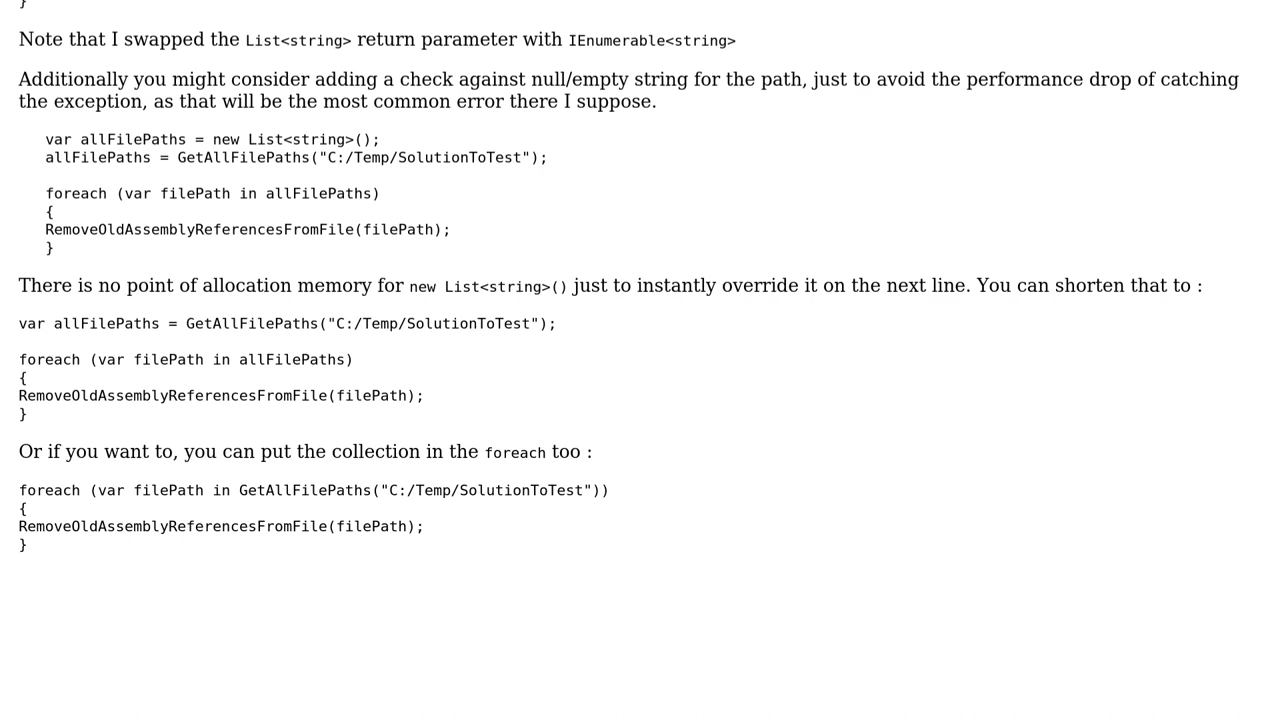 }
Note that I swapped the List<string> return parameter with IEnumerable<string>
Additionally you might consider adding a check against null/empty string for the path, just to avoid the performance drop of catching
the exception, as that will be the most common error there I suppose.
var allFilePaths = new List<string>();
allFilePaths = GetAllFilePaths("C:/Temp/SolutionToTest");
foreach (var filePath in allFilePaths)
{
RemoveOldAssemblyReferencesFromFile(filePath);
}
There is no point of allocation memory for new List<string>() just to instantly override it on the next line. You can shorten that to :
var allFilePaths = GetAllFilePaths("C:/Temp/SolutionToTest");
foreach (var filePath in allFilePaths)
{
RemoveOldAssemblyReferencesFromFile(filePath);
}
Or if you want to, you can put the collection in the foreach too :
foreach (var filePath in GetAllFilePaths("C:/Temp/SolutionToTest"))
{
RemoveOldAssemblyReferencesFromFile(filePath);
}